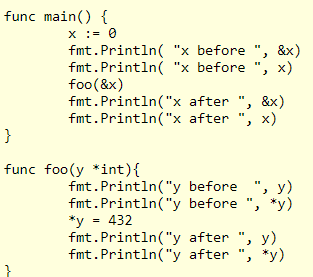 func main() {
        x := 0
        fmt.Println( "x before ", &x)
        fmt.Println( "x before ", x)
        foo(&x)
        fmt.Println("x after ", &x)
        fmt.Println("x after ", x)
}

func foo(y *int){
        fmt.Println("y before  ", y)
        fmt.Println("y before ", *y)
        *y = 432
        fmt.Println("y after ", y)
        fmt.Println("y after ", *y)
}